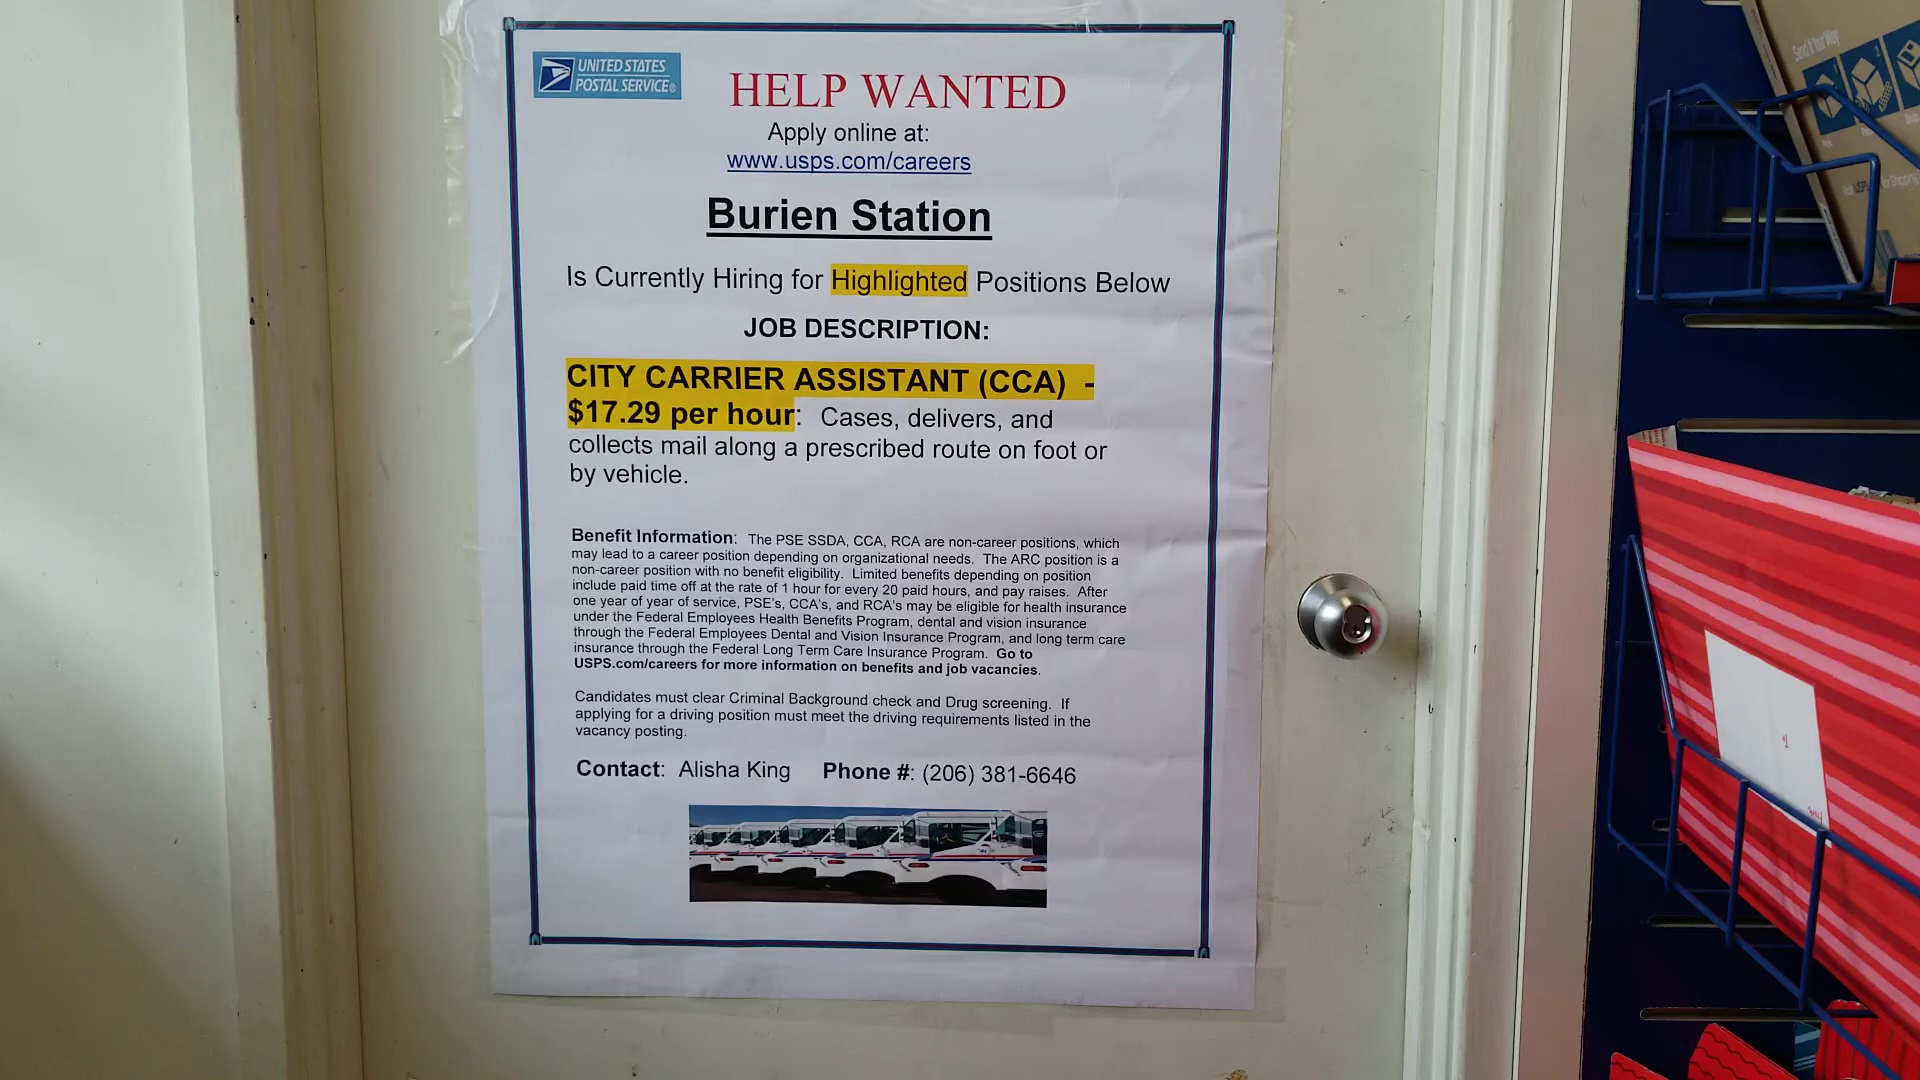 UNITED STATES
POSTAL SERVICE®
HELP WANTED
Apply online at:
www.usps.com/careers
Burien Station
Is Currently Hiring for Highlighted Positions Below
JOB DESCRIPTION:
CITY CARRIER ASSISTANT (CCA) -
$17.29 per hour: Cases, delivers, and
collects mail along a prescribed route on foot or
by vehicle.
Benefit Information: The PSE SSDA, CCA, RCA are non-career positions, which
may lead to a career position depending on organizational needs. The ARC position is a
non-career position with no benefit eligibility. Limited benefits depending on position
include paid time off at the rate of 1 hour for every 20 paid hours, and pay raises. After
one year of year of service, PSE's, CCA's, and RCA's may be eligible for health insurance
under the Federal Employees Health Benefits Program, dental and vision insurance
through the Federal Employees Dental and Vision Insurance Program, and long term care
insurance through the Federal Long Term Care Insurance Program. Go to
USPS.com/careers for more information on benefits and job vacancies.
Candidates must clear Criminal Background check and Drug screening. If
applying for a driving position must meet the driving requirements listed in the
vacancy posting.
Contact: Alisha King Phone #: (206) 381-6646
Send It Your Way